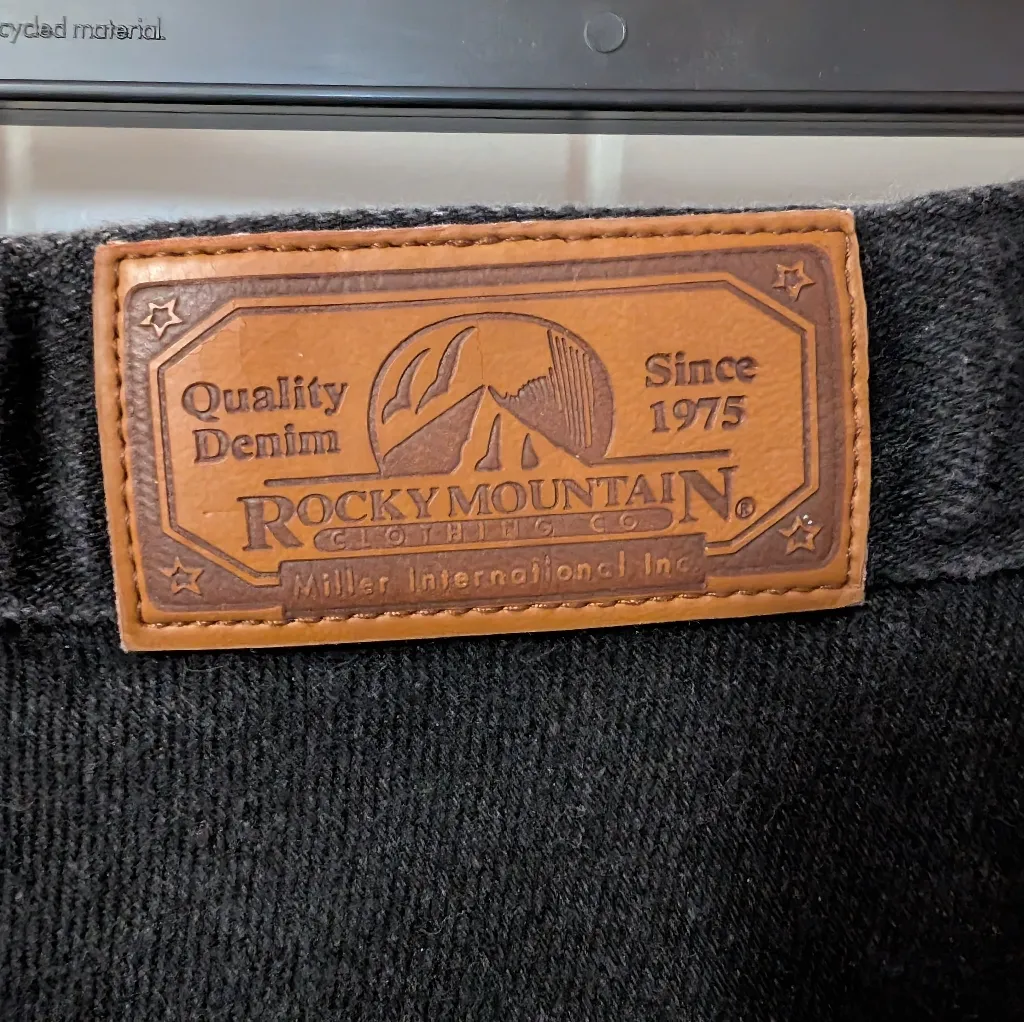 cycled material.
Quality
Denim
Since
1975
ROCKY MOUNTAIN®
CLOTHING CO.
Miller International Inc.